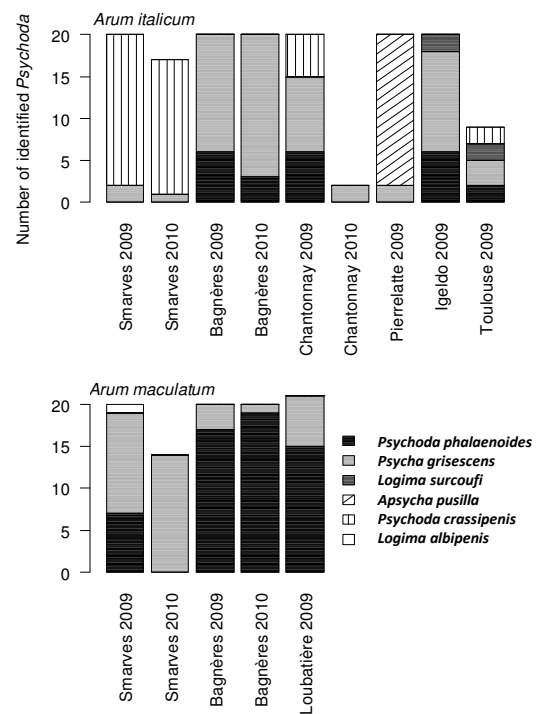 Arum italicum
Number of identified Psychoda
20
15
10
5
0
Smarves 2009
Smarves 2010
Bagnères 2009
Bagnères 2010
Chantonnay 2009
Chantonnay 2010
Pierrelatte 2009
Igeldo 2009
Toulouse 2009
Arum maculatum
20
15
10
5
0
Smarves 2009
Smarves 2010
Bagnères 2009
Bagnères 2010
Loubatière 2009
Psychoda phalaenoides
Psycha grisescens
Logima surcoufi
Apsycha pusilla
Psychoda crassipenis
Logima albipenis